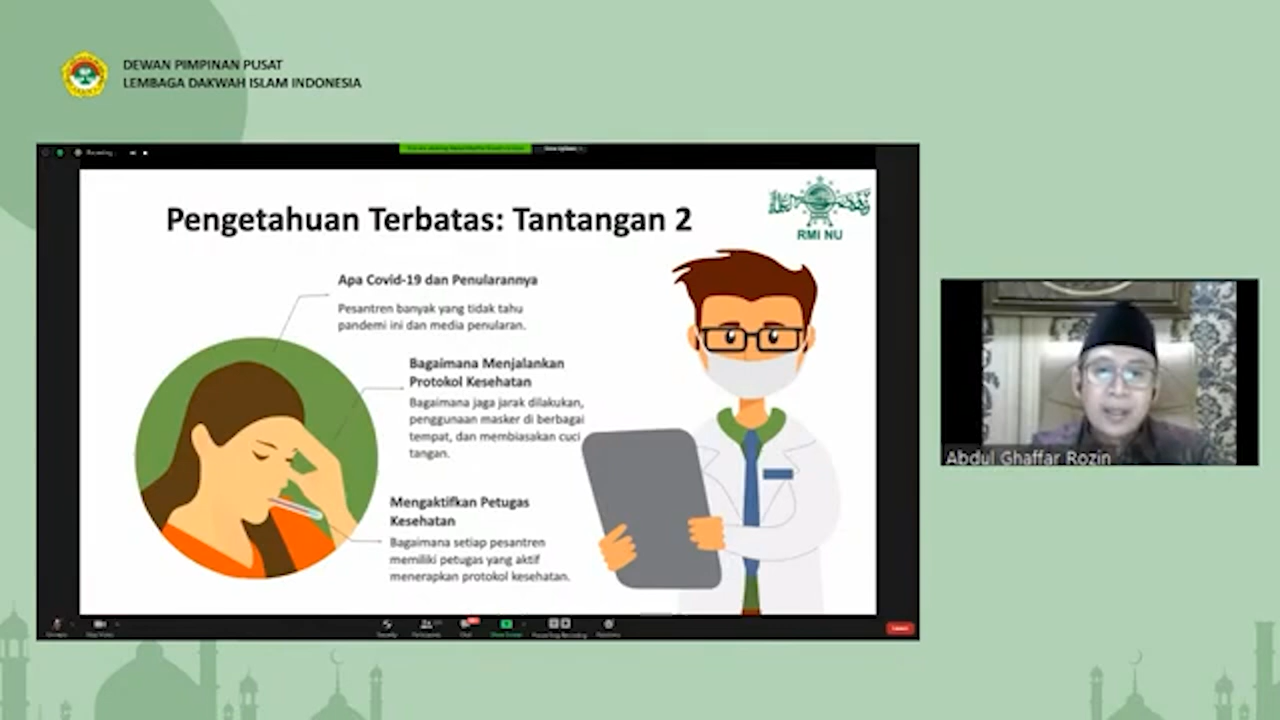 DEWAN PIMPINAN PUSAT
LEMBAGA DAKWAH ISLAM INDONESIA
Recording
Pengetahuan Terbatas: Tantangan 2
RMI NU
Apa Covid-19 dan Penularannya
Pesantren banyak yang tidak tahu
pandemi ini dan media penularan.
Bagaimana Menjalankan
Protokol Kesehatan
Bagaimana jaga jarak dilakukan,
penggunaan masker di berbagai
tempat, dan membiasakan cuci
tangan.
Mengaktifkan Petugas
Kesehatan
Bagaimana setiap pesantren
memiliki petugas yang aktif
menerapkan protokol kesehatan.
Abdul Ghaffar Rozin